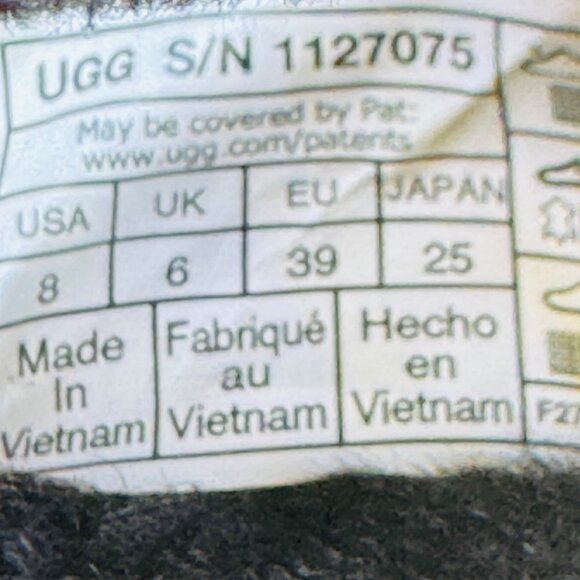 UGG S/N 1127075
May be covered by Pat:
www.ugg.com/patents
USA UK EU JAPAN
8 6 39 25
Made In Vietnam
Fabriqué au Vietnam
Hecho en Vietnam